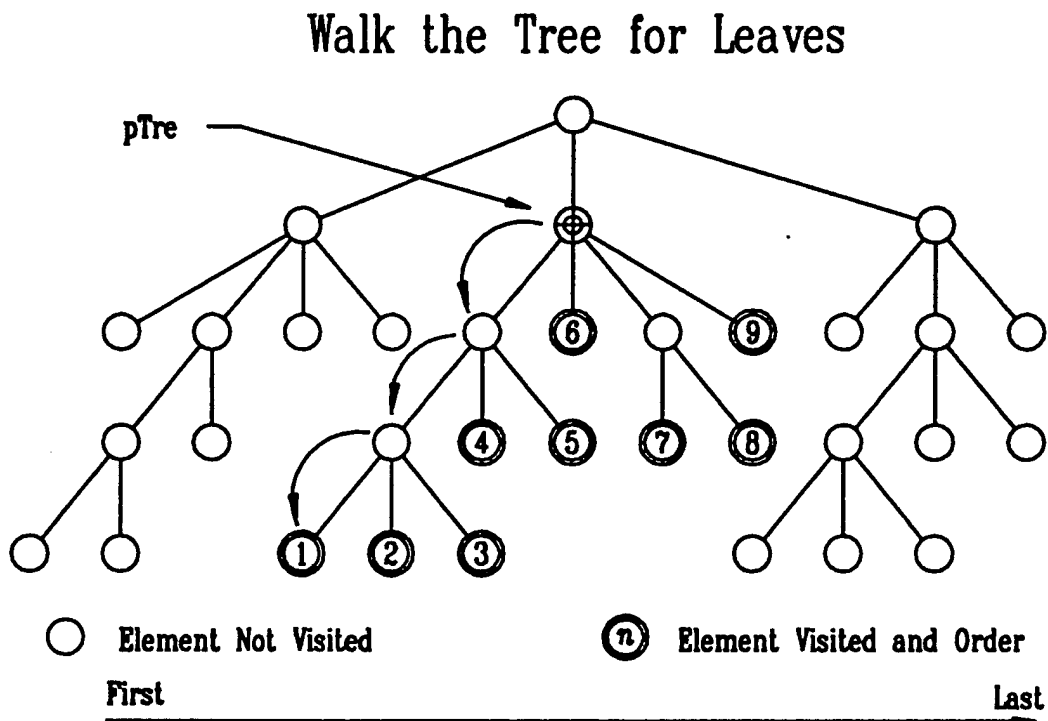 Walk the Tree for Leaves
pTre
6 9
4 5 7 8
1 2 3
Element Not Visited
n Element Visited and Order
First Last